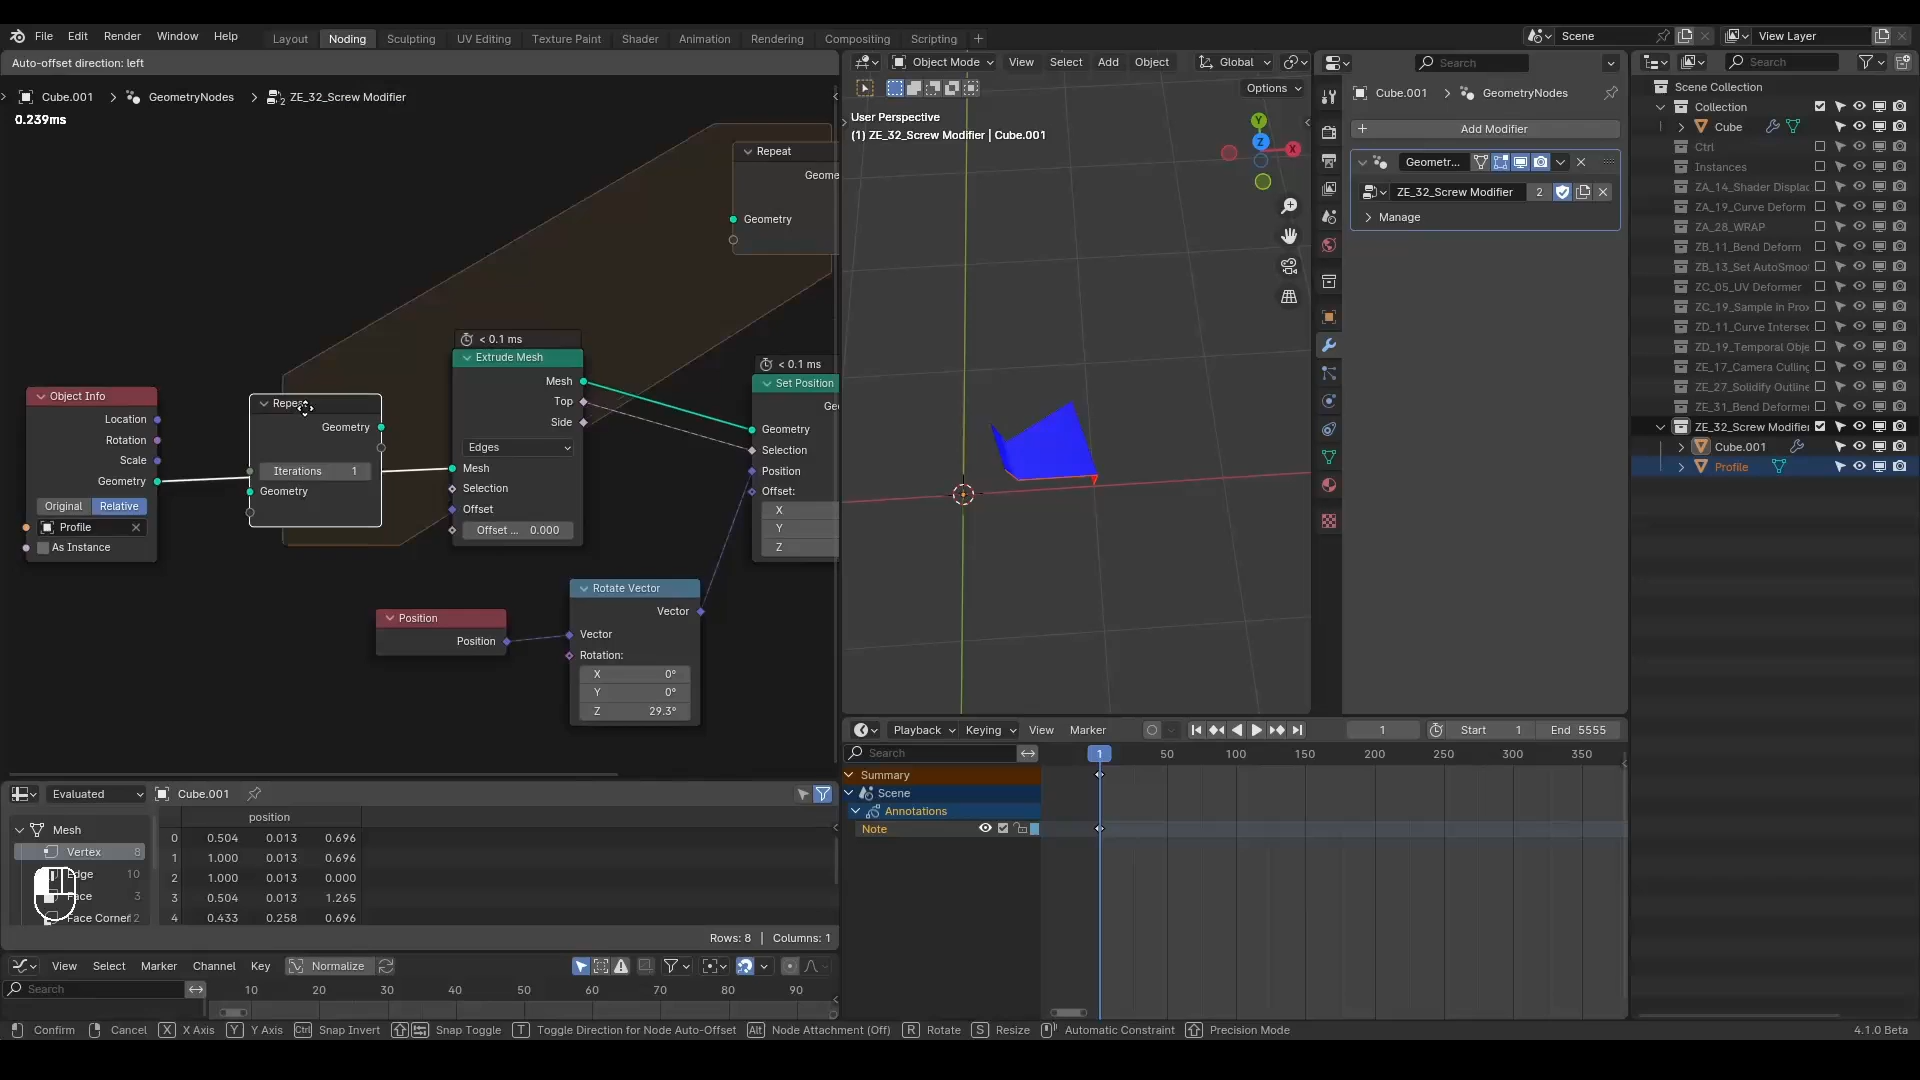 File Edit Render Window Help Layout Noding Sculpting UV Editing Texture Paint Shader Animation Rendering Compositing Scripting + Scene View Layer
Auto-offset direction: left
Object Mode View Select Add Object Global
Search
Search
Cube.001 > GeometryNodes > ZE_32_Screw Modifier
2
0.239ms
Options
User Perspective
(1) ZE_32_Screw Modifier | Cube.001
Y
Z
X
Repeat
Geome
Geometry
< 0.1 ms
Extrude Mesh
Mesh
Top
Side
Edges
Mesh
Selection
Offset
Offset ... 0.000
< 0.1 ms
Set Position
Ge
Geometry
Selection
Position
Offset:
X
Y
Z
Object Info
Location
Rotation
Scale
Geometry
Original Relative
Profile
As Instance
Geometry
Iterations 1
Geometry
Rotate Vector
Vector
Vector
Rotation:
X 0°
Y 0°
Z 29.3°
Position
Position
Cube.001 > GeometryNodes
Add Modifier
Geometr...
ZE_32_Screw Modifier 2
Manage
Scene Collection
Collection
Cube
Ctrl
Instances
ZA_14_Shader Displac
ZA_19_Curve Deform
ZA_28_WRAP
ZB_11_Bend Deform
ZB_13_Set AutoSmoo
ZC_05_UV Deformer
ZC_19_Sample in Prox
ZD_11_Curve Intersec
ZD_19_Temporal Obje
ZE_17_Camera Culling
ZE_27_Solidify Outline
ZE_31_Bend Deformer
ZE_32_Screw Modifier
Cube.001
Profile
Playback Keying View Marker 1 Start 1 End 5555
Search
1 50 100 150 200 250 300 350
Summary
Scene
Annotations
Note
Evaluated Cube.001
Mesh
Vertex 8
Edge 10
Face 3
Face Corner
position
0 0.504 0.013 0.696
1 1.000 0.013 0.696
2 1.000 0.013 0.000
3 0.504 0.013 1.265
4 0.433 0.258 0.696
Rows: 8 | Columns: 1
View Select Marker Channel Key Normalize
Search
10 20 30 40 50 60 70 80 90
Confirm Cancel X X Axis Y Y Axis Ctrl Snap Invert Snap Toggle T Toggle Direction for Node Auto-Offset Alt Node Attachment (Off) R Rotate S Resize Automatic Constraint Precision Mode 4.1.0 Beta